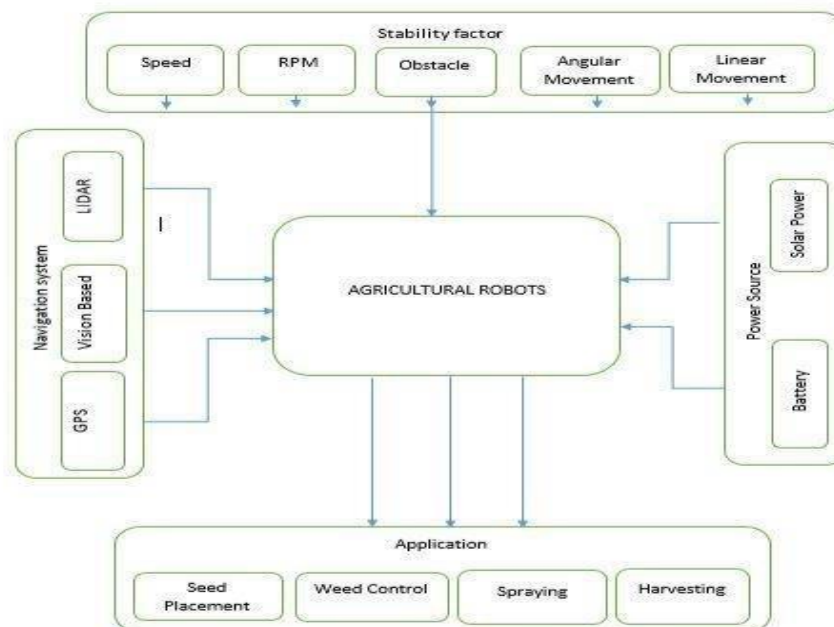 Stability factor
Speed
RPM
Obstacle
Angular
Movement
Linear
Movement
Navigation system
LIDAR
Vision Based
GPS
AGRICULTURAL ROBOTS
Power Source
Solar Power
Battery
Application
Seed
Placement
Weed Control
Spraying
Harvesting